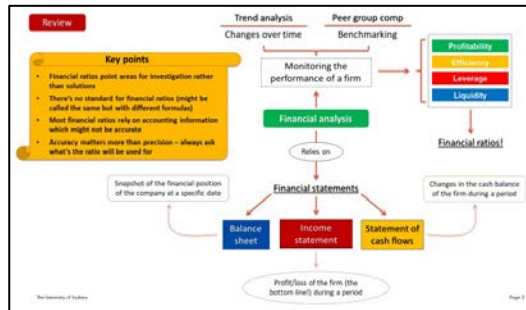 Review
Trend analysis
Changes over time
Peer group comp
Benchmarking
Key points
• Financial ratios point areas for investigation rather
than solutions
• There's no standard for financial ratios (might be
called the same but with different formulas)
• Most financial ratios rely on accounting information
which might not be accurate
• Accuracy matters more than precision – always ask
what's the ratio will be used for
Monitoring the
performance of a firm
Profitability
Efficiency
Leverage
Liquidity
Financial ratios!
Financial analysis
Relies on
Financial statements
Snapshot of the financial position
of the company at a specific date
Changes in the cash balance
of the firm during a period
Balance
sheet
Income
statement
Statement of
cash flows
Profit/loss of the firm (the
bottom line!) during a period
The University of Sydney